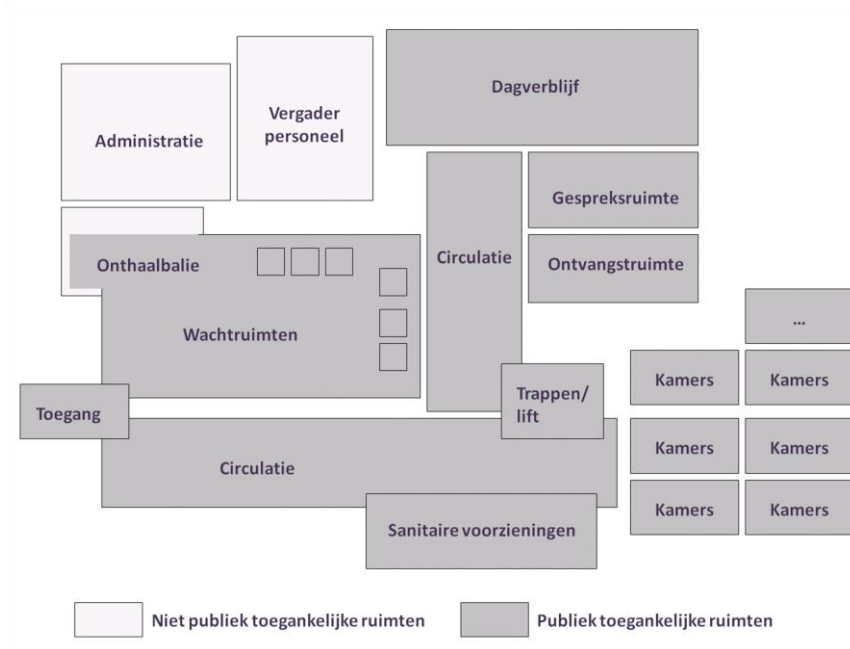 Dagverblijf
Vergader
personeel
Administratie
Gespreksruimte
Circulatie
Ontvangstruimte
Onthaalbalie
Wachtruimten
...
Kamers
Kamers
Trappen/
lift
Toegang
Kamers
Kamers
Circulatie
Kamers
Kamers
Sanitaire voorzieningen
Niet publiek toegankelijke ruimten
Publiek toegankelijke ruimten